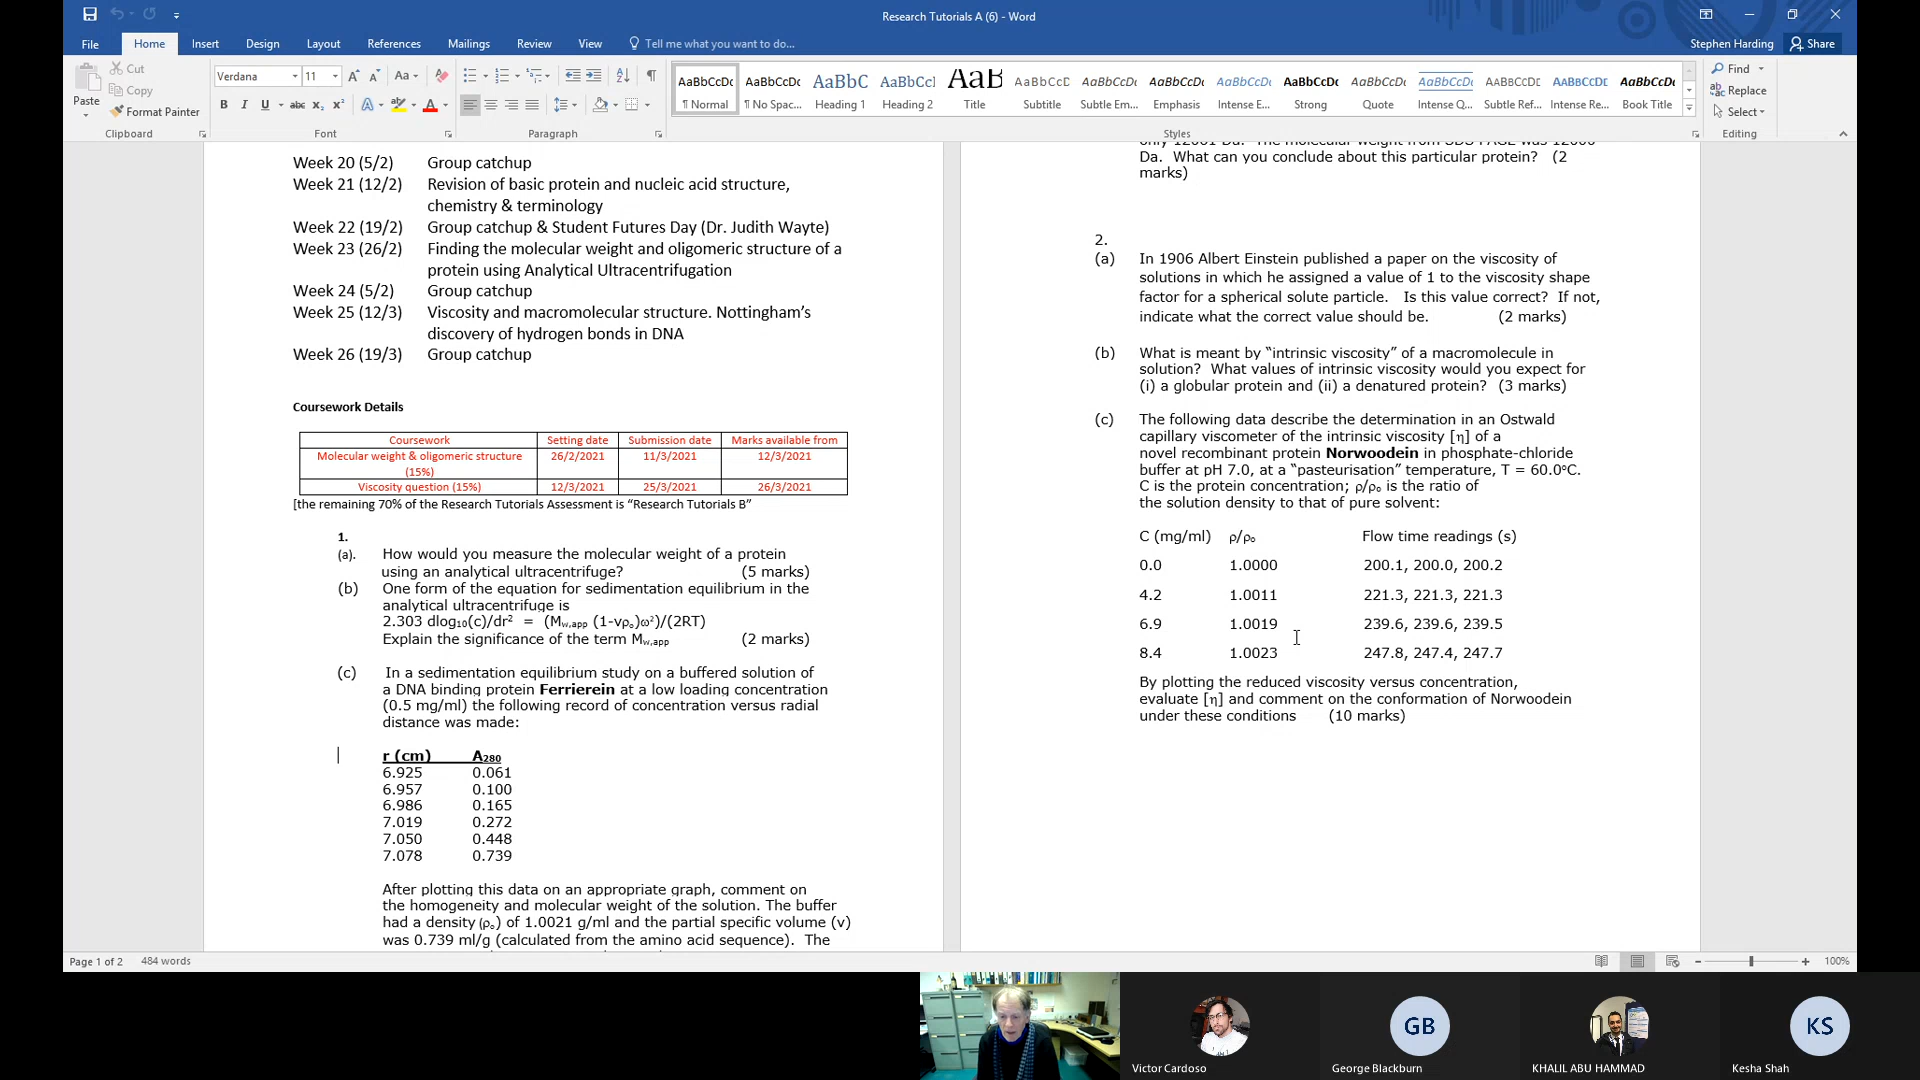 Research Tutorials A (6) - Word
File Home Insert Design Layout References Mailings Review View Tell me what you want to do... Stephen Harding Share
Paste Cut Copy Format Painter
Verdana 11
AaBbCcDc AaBbCcDc AaBbC AaBbCcI AaB AaBbCcD AaBbCcDc AaBbCcDc AaBbCcDc AaBbCcDc AaBbCcDc AaBbCcDc AaBbCcDc AaBbCcDc AaBbCcDc
¶ Normal ¶ No Spac... Heading 1 Heading 2 Title Subtitle Subtle Em... Emphasis Intense E... Strong Quote Intense Q... Subtle Ref... Intense Re... Book Title
Find
Replace
Select
Clipboard Font Paragraph Styles Editing
Week 20 (5/2) Group catchup
Week 21 (12/2) Revision of basic protein and nucleic acid structure,
chemistry & terminology
Week 22 (19/2) Group catchup & Student Futures Day (Dr. Judith Wayte)
Week 23 (26/2) Finding the molecular weight and oligomeric structure of a
protein using Analytical Ultracentrifugation
Week 24 (5/2) Group catchup
Week 25 (12/3) Viscosity and macromolecular structure. Nottingham's
discovery of hydrogen bonds in DNA
Week 26 (19/3) Group catchup
Coursework Details
Coursework Setting date Submission date Marks available from
Molecular weight & oligomeric structure 26/2/2021 11/3/2021 12/3/2021
(15%)
Viscosity question (15%) 12/3/2021 25/3/2021 26/3/2021
[the remaining 70% of the Research Tutorials Assessment is "Research Tutorials B"
1.
(a). How would you measure the molecular weight of a protein
using an analytical ultracentrifuge? (5 marks)
(b) One form of the equation for sedimentation equilibrium in the
analytical ultracentrifuge is
2.303 dlog₁₀(c)/dr² = (Mw,app (1-vρₒ)ω²)/(2RT)
Explain the significance of the term Mw,app (2 marks)
(c) In a sedimentation equilibrium study on a buffered solution of
a DNA binding protein Ferrierein at a low loading concentration
(0.5 mg/ml) the following record of concentration versus radial
distance was made:
r (cm) A₂₈₀
6.925 0.061
6.957 0.100
6.986 0.165
7.019 0.272
7.050 0.448
7.078 0.739
After plotting this data on an appropriate graph, comment on
the homogeneity and molecular weight of the solution. The buffer
had a density (ρₒ) of 1.0021 g/ml and the partial specific volume (v)
was 0.739 ml/g (calculated from the amino acid sequence). The
only 12001 Da. The molecular weight from SDS PAGE was 12000
Da. What can you conclude about this particular protein? (2
marks)
2.
(a) In 1906 Albert Einstein published a paper on the viscosity of
solutions in which he assigned a value of 1 to the viscosity shape
factor for a spherical solute particle. Is this value correct? If not,
indicate what the correct value should be. (2 marks)
(b) What is meant by "intrinsic viscosity" of a macromolecule in
solution? What values of intrinsic viscosity would you expect for
(i) a globular protein and (ii) a denatured protein? (3 marks)
(c) The following data describe the determination in an Ostwald
capillary viscometer of the intrinsic viscosity [η] of a
novel recombinant protein Norwoodein in phosphate-chloride
buffer at pH 7.0, at a "pasteurisation" temperature, T = 60.0ºC.
C is the protein concentration; ρ/ρₒ is the ratio of
the solution density to that of pure solvent:
C (mg/ml) ρ/ρₒ Flow time readings (s)
0.0 1.0000 200.1, 200.0, 200.2
4.2 1.0011 221.3, 221.3, 221.3
6.9 1.0019 239.6, 239.6, 239.5
8.4 1.0023 247.8, 247.4, 247.7
By plotting the reduced viscosity versus concentration,
evaluate [η] and comment on the conformation of Norwoodein
under these conditions (10 marks)
Page 1 of 2 484 words 100%
GB KS
Victor Cardoso George Blackburn KHALIL ABU HAMMAD Kesha Shah